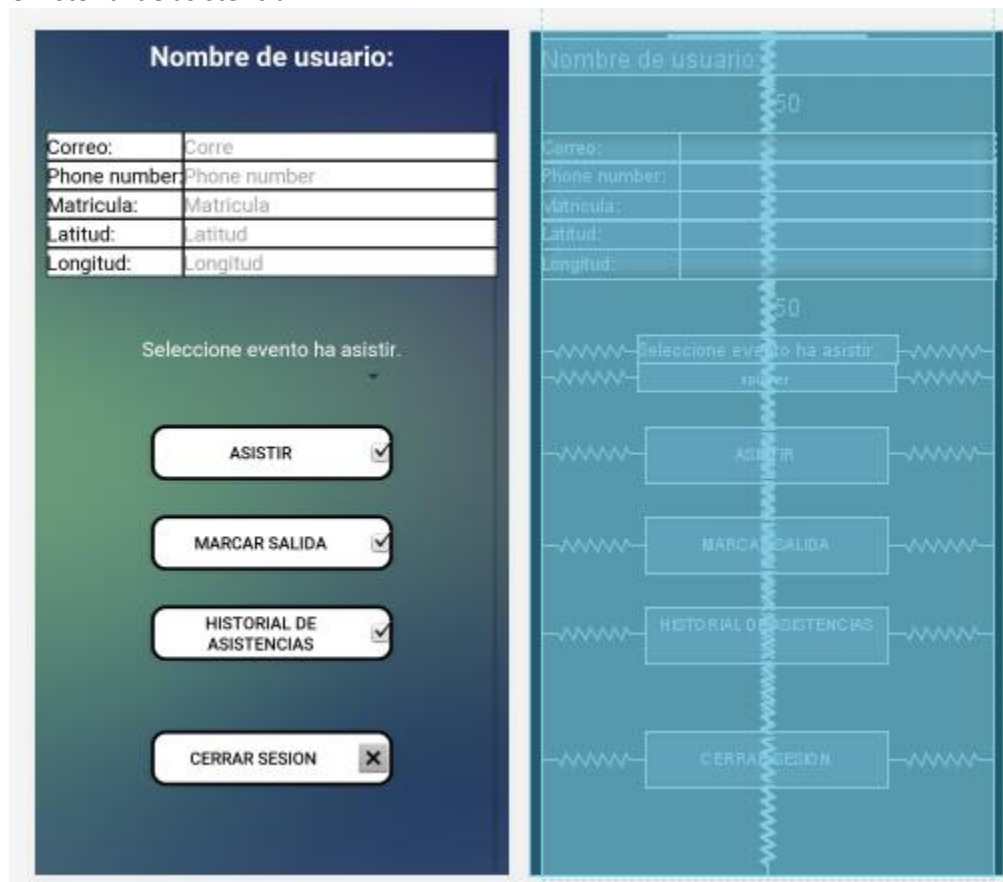 Nombre de usuario:
Correo: Corre
Phone number: Phone number
Matricula: Matricula
Latitud: Latitud
Longitud: Longitud
Seleccione evento ha asistir.
ASISTIR
MARCAR SALIDA
HISTORIAL DE
ASISTENCIAS
CERRAR SESION
Nombre de usuario:
50
Correo:
Phone number:
Matricula:
Latitud:
Longitud:
50
Seleccione evento ha asistir
spinner
ASISTIR
MARCAR SALIDA
HISTORIAL DE ASISTENCIAS
CERRAR SESION